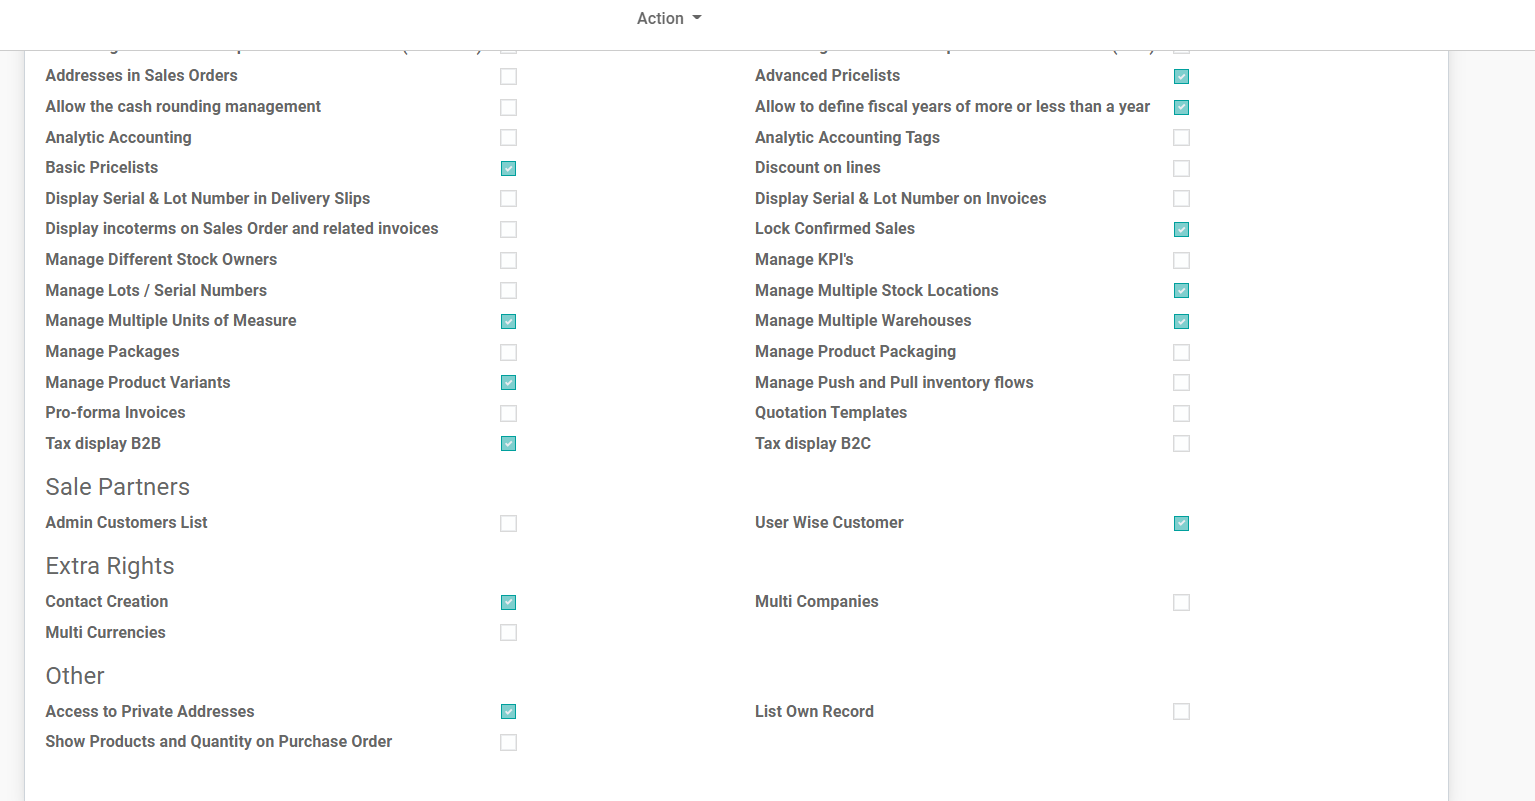 Action
Addresses in Sales Orders Advanced Pricelists
Allow the cash rounding management Allow to define fiscal years of more or less than a year
Analytic Accounting Analytic Accounting Tags
Basic Pricelists Discount on lines
Display Serial & Lot Number in Delivery Slips Display Serial & Lot Number on Invoices
Display incoterms on Sales Order and related invoices Lock Confirmed Sales
Manage Different Stock Owners Manage KPI's
Manage Lots / Serial Numbers Manage Multiple Stock Locations
Manage Multiple Units of Measure Manage Multiple Warehouses
Manage Packages Manage Product Packaging
Manage Product Variants Manage Push and Pull inventory flows
Pro-forma Invoices Quotation Templates
Tax display B2B Tax display B2C
Sale Partners
Admin Customers List User Wise Customer
Extra Rights
Contact Creation Multi Companies
Multi Currencies
Other
Access to Private Addresses List Own Record
Show Products and Quantity on Purchase Order